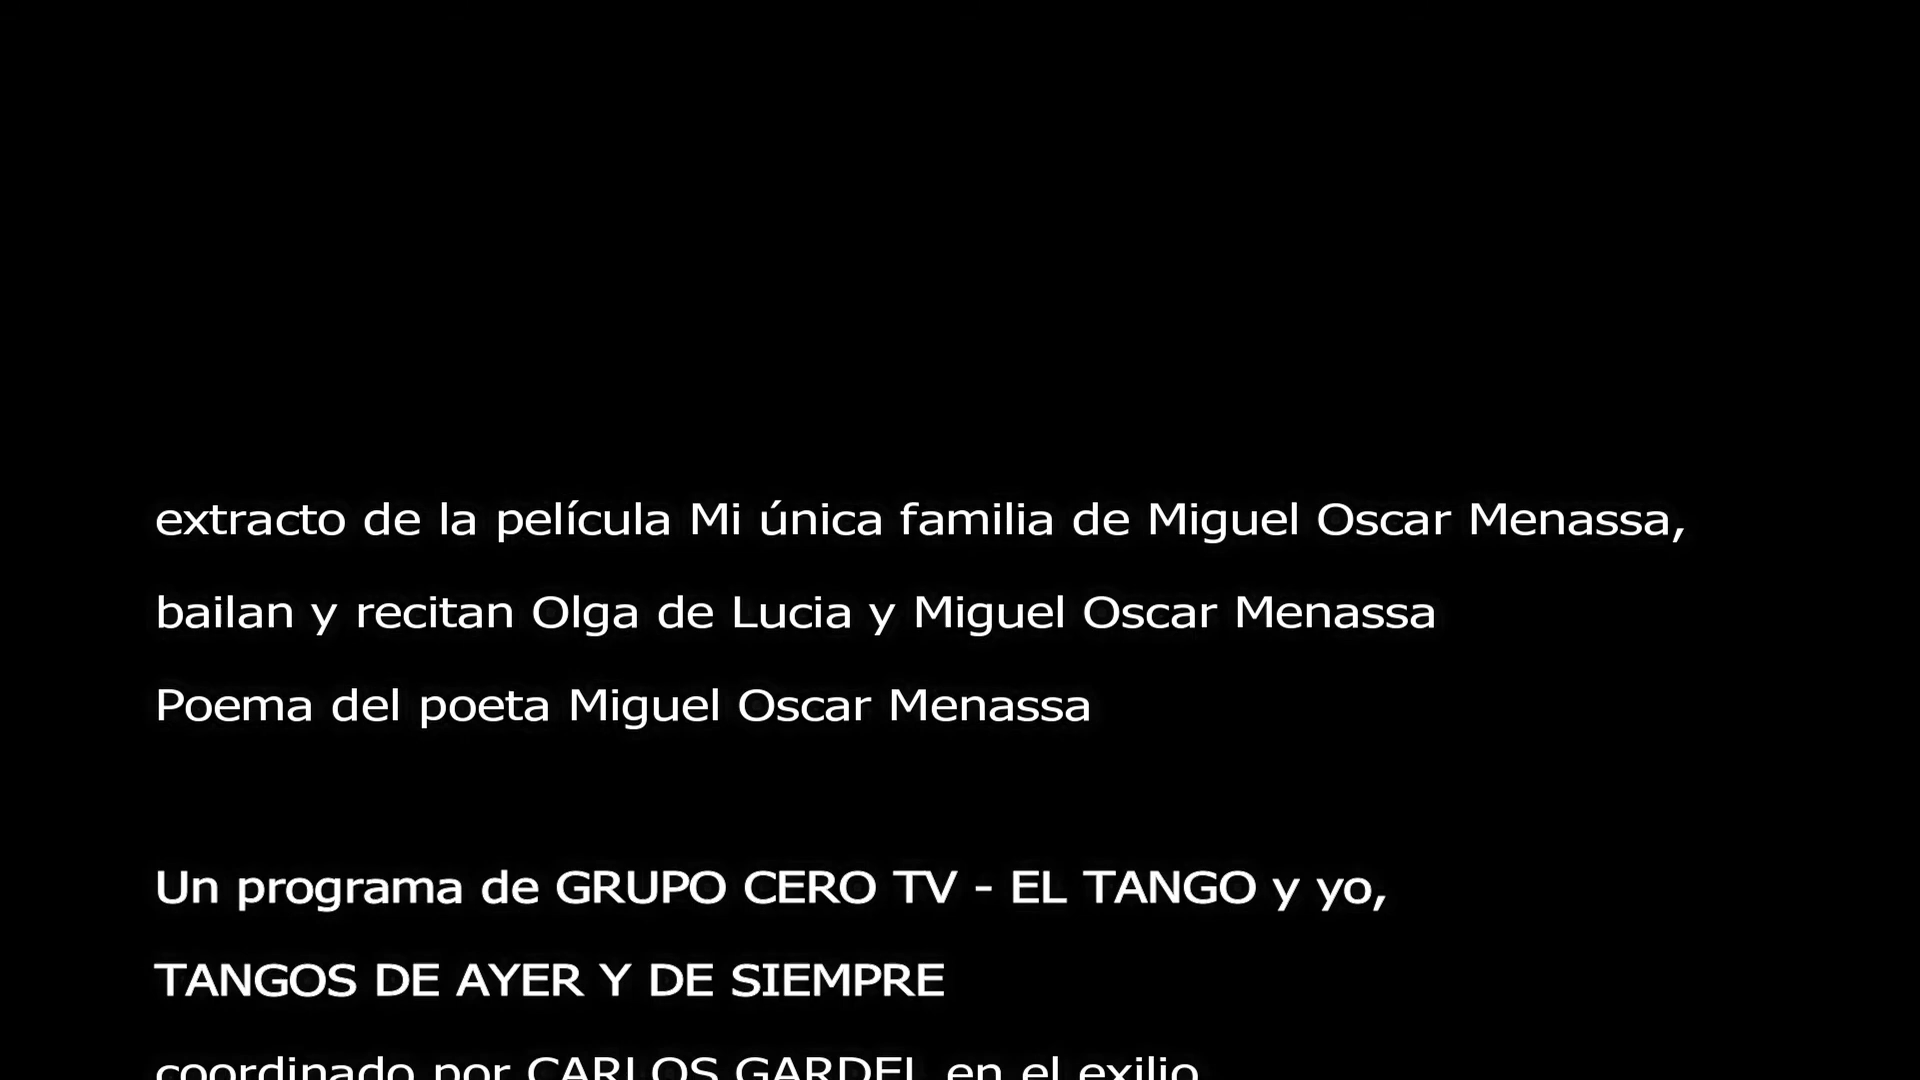 extracto de la película Mi única familia de Miguel Oscar Menassa,
bailan y recitan Olga de Lucia y Miguel Oscar Menassa
Poema del poeta Miguel Oscar Menassa
Un programa de GRUPO CERO TV - EL TANGO y yo,
TANGOS DE AYER Y DE SIEMPRE
coordinado por CARLOS GARDEL en el exilio